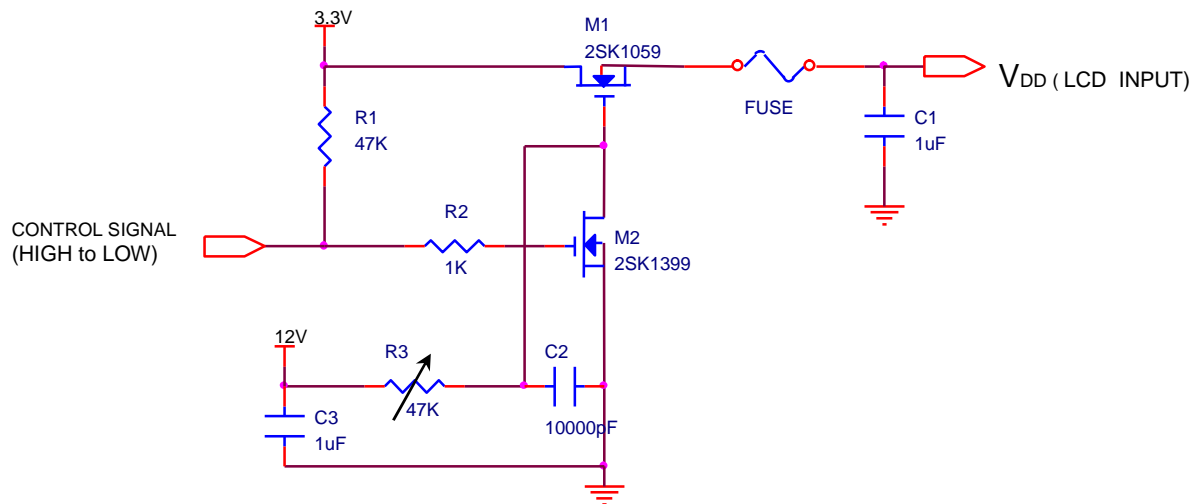 3.3V
M1
2SK1059
FUSE
VDD ( LCD INPUT)
R1
47K
C1
1uF
CONTROL SIGNAL
(HIGH to LOW)
R2
1K
M2
2SK1399
12V
R3
47K
C2
10000pF
C3
1uF